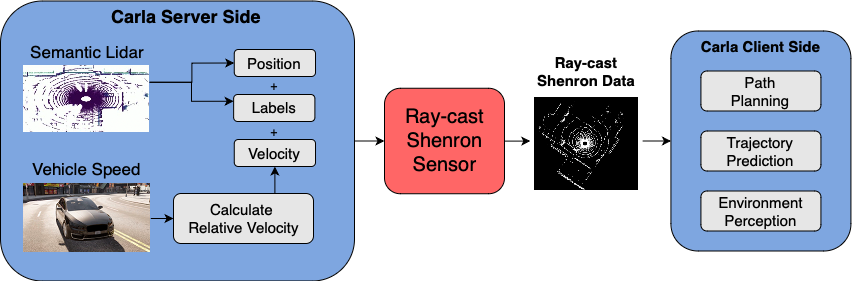 Carla Server Side
Semantic Lidar
Position
+
Labels
+
Velocity
Vehicle Speed
Calculate
Relative Velocity
Ray-cast
Shenron
Sensor
Ray-cast
Shenron Data
Carla Client Side
Path
Planning
Trajectory
Prediction
Environment
Perception